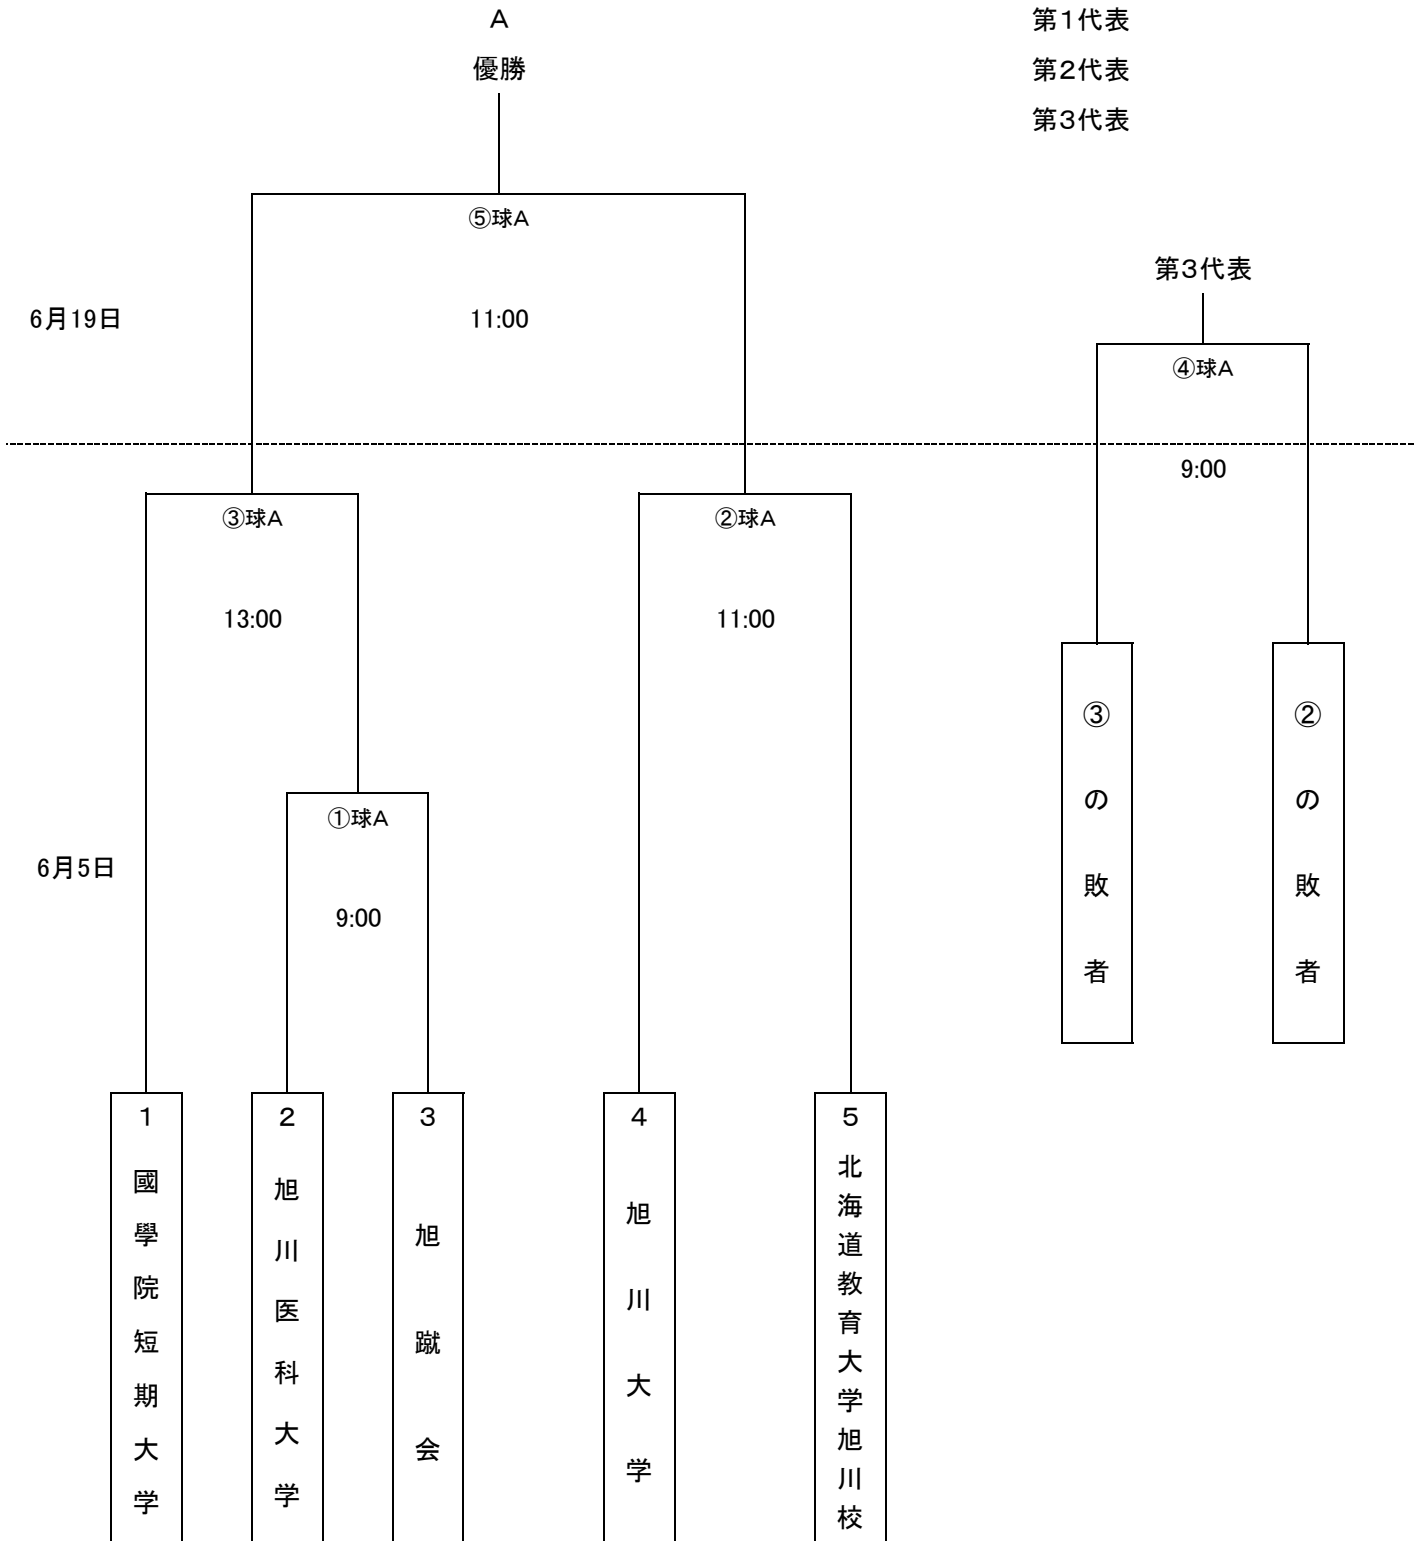 A
優勝
第1代表
第2代表
第3代表
⑤球A
第3代表
6月19日
11:00
④球A
9:00
③球A
②球A
13:00
11:00
③の敗者
②の敗者
①球A
6月5日
9:00
1
國學院短期大学
2
旭川医科大学
3
旭蹴会
4
旭川大学
5
北海道教育大学旭川校